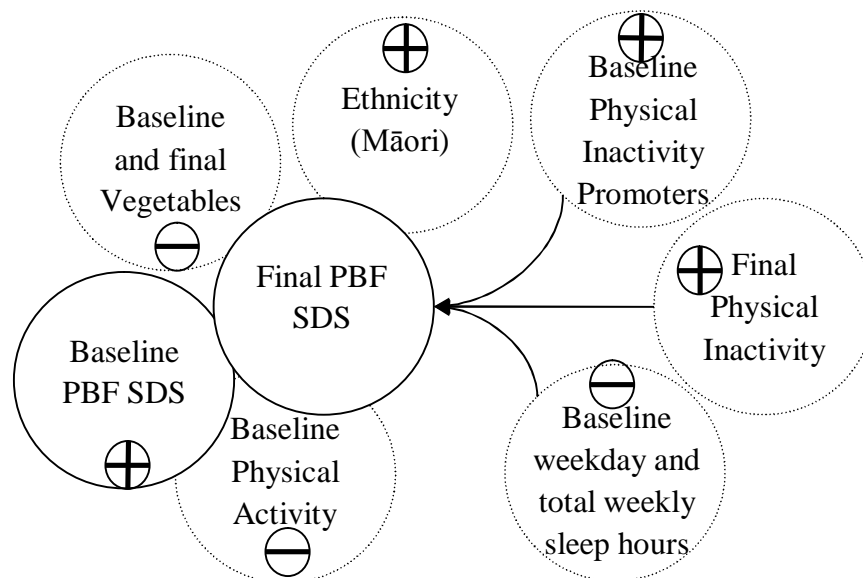 Ethnicity
(Māori)
Baseline
Physical
Inactivity
Promoters
Baseline
and final
Vegetables
Final PBF
SDS
Final
Physical
Inactivity
Baseline
PBF SDS
Baseline
Physical
Activity
Baseline
weekday and
total weekly
sleep hours